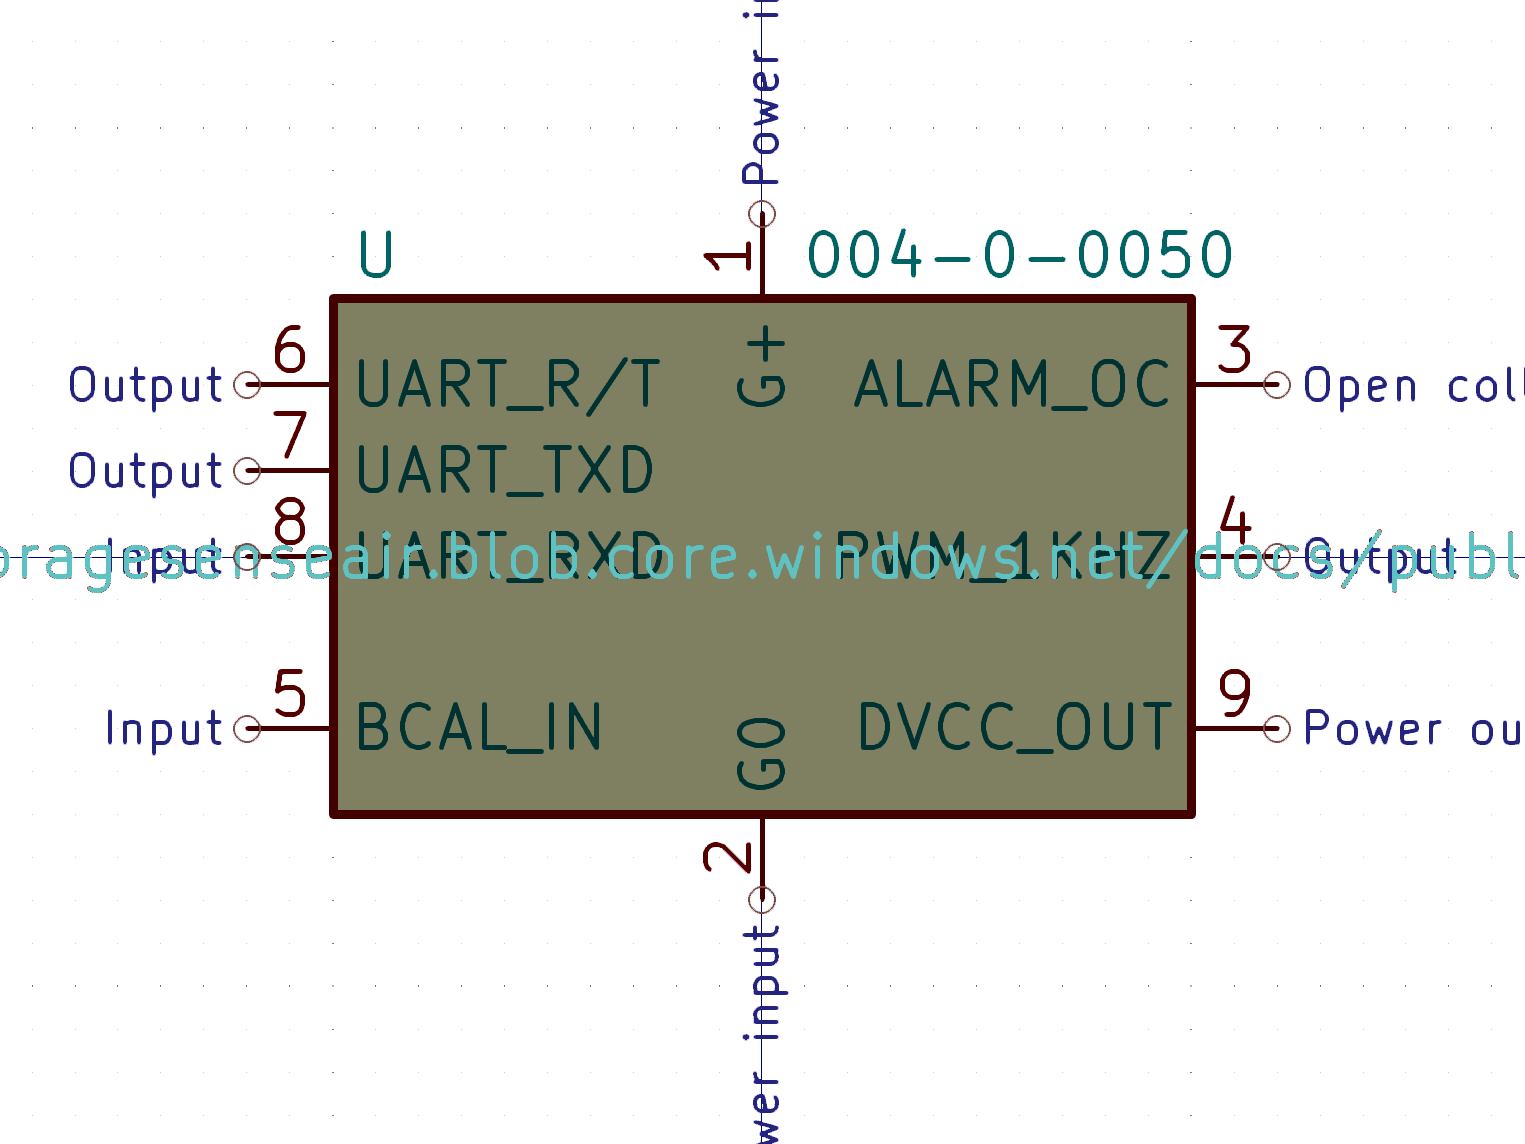 Power in
1
U
004-0-0050
G+
Output 6 UART_R/T
ALARM_OC 3 Open coll
Output 7 UART_TXD
Input 8 UART_RXD
PWM_1KHZ 4 Output
oragesenseair.blob.core.windows.net/docs/publ
Input 5 BCAL_IN
DVCC_OUT 9 Power ou
G0
2
wer input